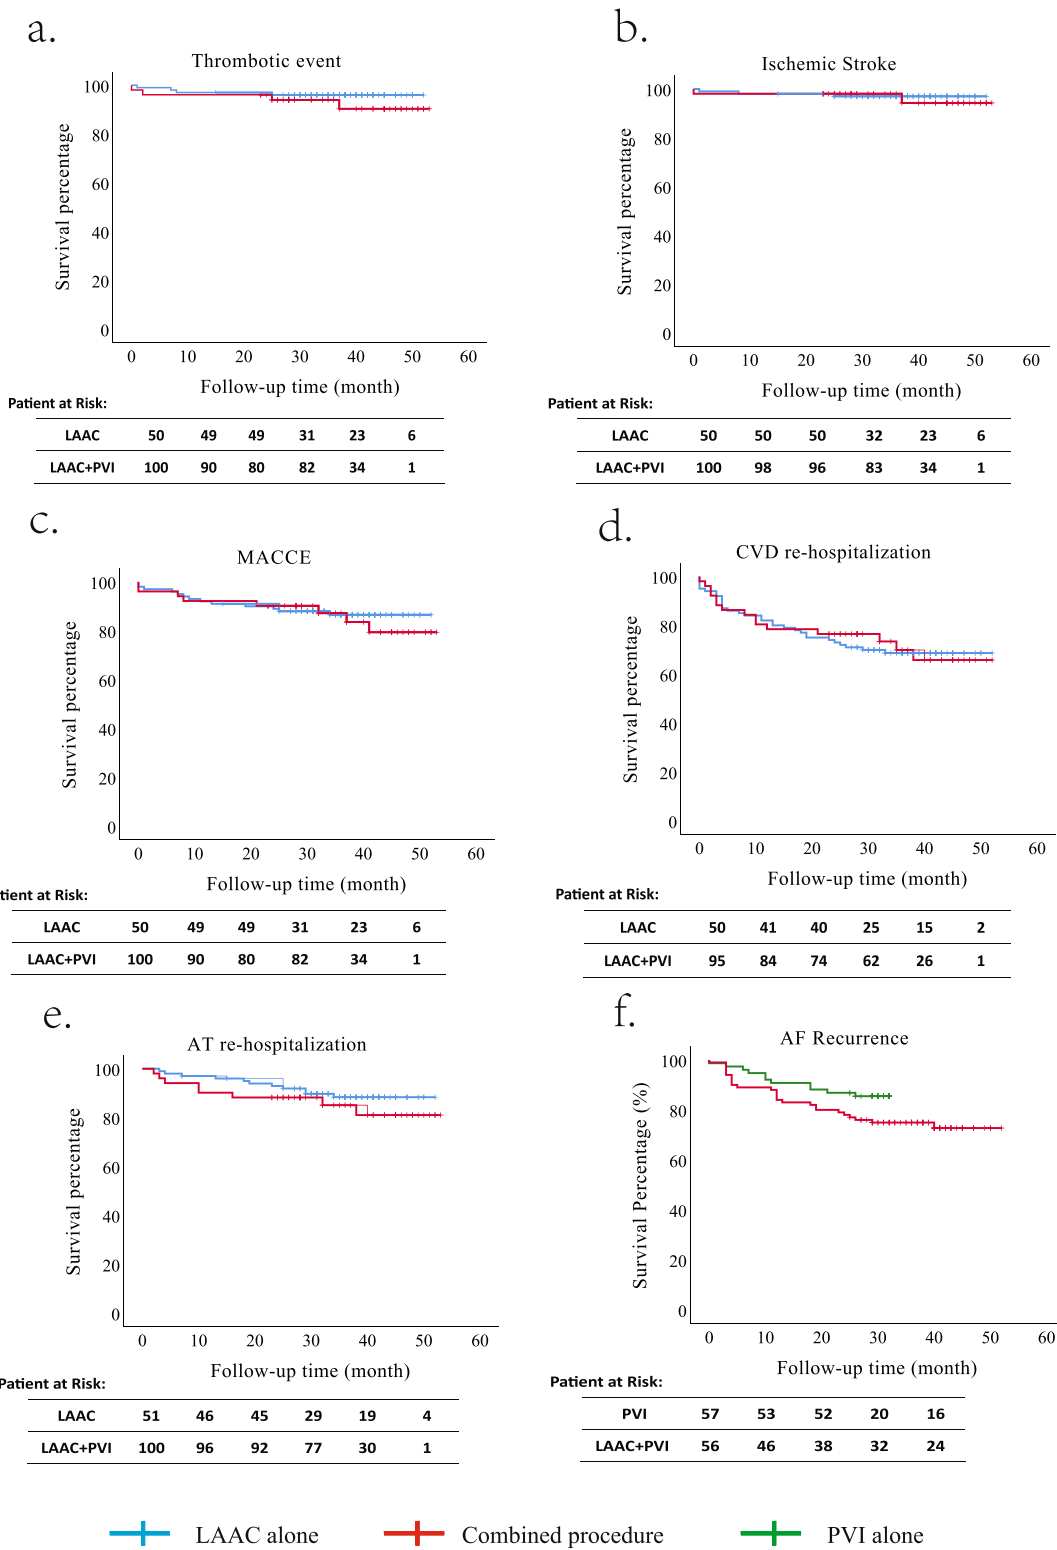 a.
Thrombotic event
100
80
60
40
20
0
Survival percentage
0 10 20 30 40 50 60
Follow-up time (month)
Patient at Risk:
LAAC 50 49 49 31 23 6
LAAC+PVI 100 90 80 82 34 1
b.
Ischemic Stroke
100
80
60
40
20
0
Survival percentage
0 10 20 30 40 50 60
Follow-up time (month)
Patient at Risk:
LAAC 50 50 50 32 23 6
LAAC+PVI 100 98 96 83 34 1
c.
MACCE
100
80
60
40
20
0
Survival percentage
0 10 20 30 40 50 60
Follow-up time (month)
tient at Risk:
LAAC 50 49 49 31 23 6
LAAC+PVI 100 90 80 82 34 1
d.
CVD re-hospitalization
100
80
60
40
20
0
Survival percentage
0 10 20 30 40 50 60
Follow-up time (month)
Patient at Risk:
LAAC 50 41 40 25 15 2
LAAC+PVI 95 84 74 62 26 1
e.
AT re-hospitalization
100
80
60
40
20
0
Survival percentage
0 10 20 30 40 50 60
Follow-up time (month)
Patient at Risk:
LAAC 51 46 45 29 19 4
LAAC+PVI 100 96 92 77 30 1
f.
AF Recurrence
100
80
60
40
20
0
Survival Percentage (%)
0 10 20 30 40 50 60
Follow-up time (month)
Patient at Risk:
PVI 57 53 52 20 16
LAAC+PVI 56 46 38 32 24
LAAC alone Combined procedure PVI alone